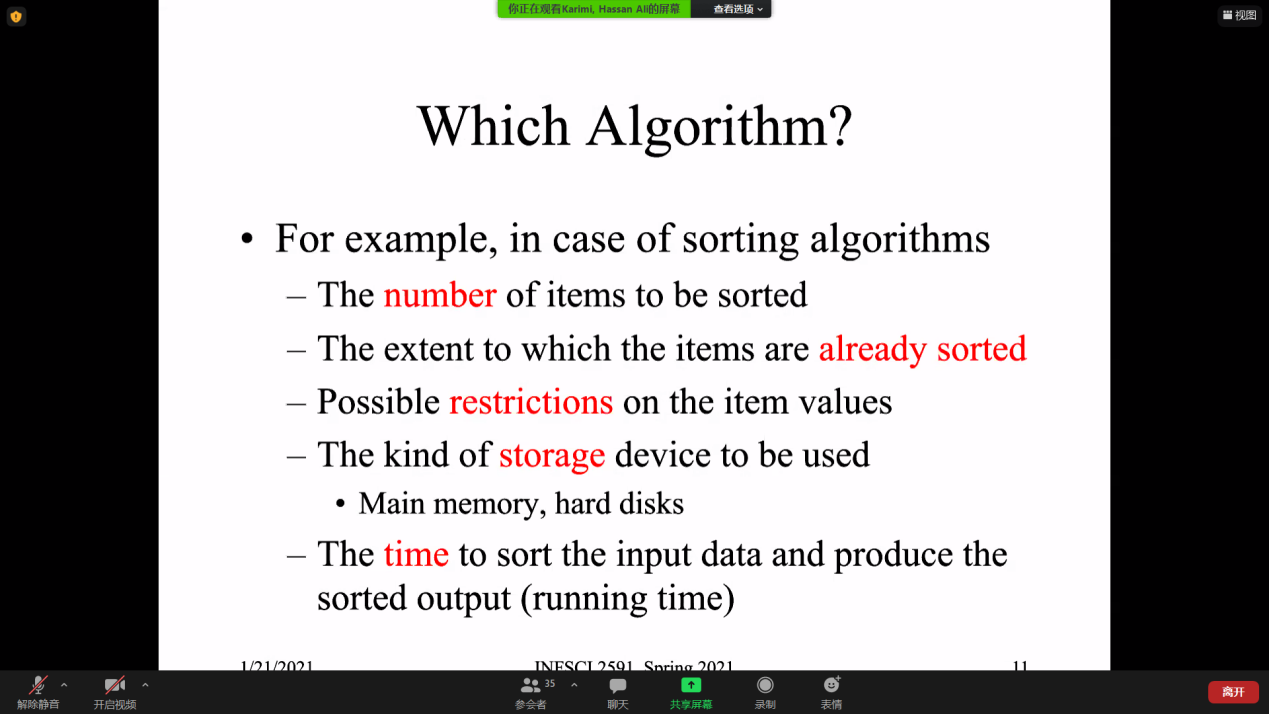 你正在观看Karimi, Hassan Ali的屏幕
查看选项
视图
Which Algorithm?
• For example, in case of sorting algorithms
– The number of items to be sorted
– The extent to which the items are already sorted
– Possible restrictions on the item values
– The kind of storage device to be used
• Main memory, hard disks
– The time to sort the input data and produce the
sorted output (running time)
1/21/2021 INFSCI 2591, Spring 2021 11
解除静音 开启视频 参会者 35 聊天 共享屏幕 录制 表情 离开